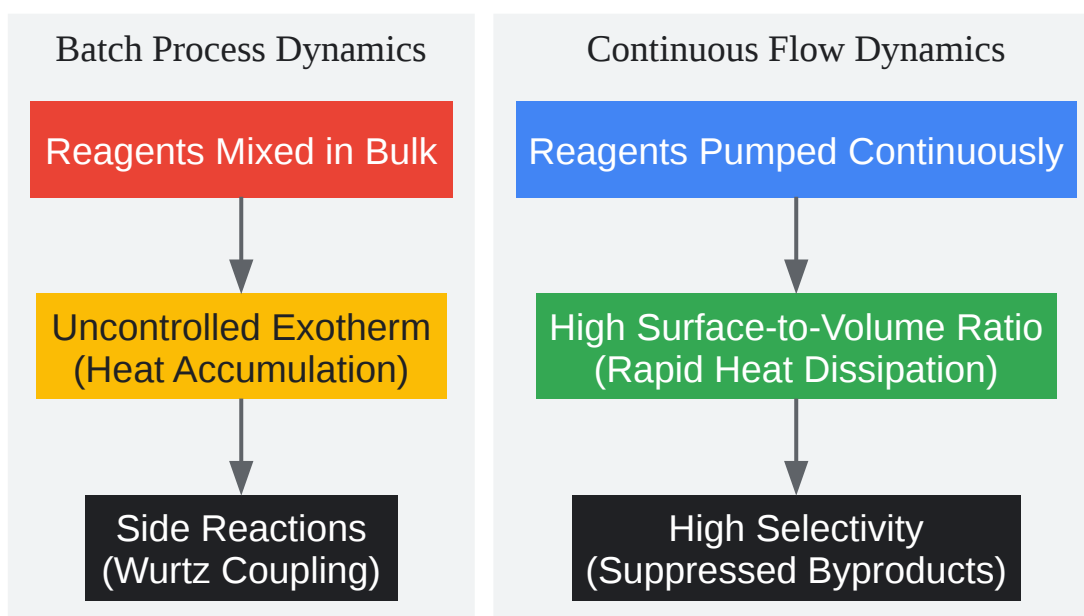 Batch Process Dynamics
Reagents Mixed in Bulk
Uncontrolled Exotherm
(Heat Accumulation)
Side Reactions
(Wurtz Coupling)
Continuous Flow Dynamics
Reagents Pumped Continuously
High Surface-to-Volume Ratio
(Rapid Heat Dissipation)
High Selectivity
(Suppressed Byproducts)